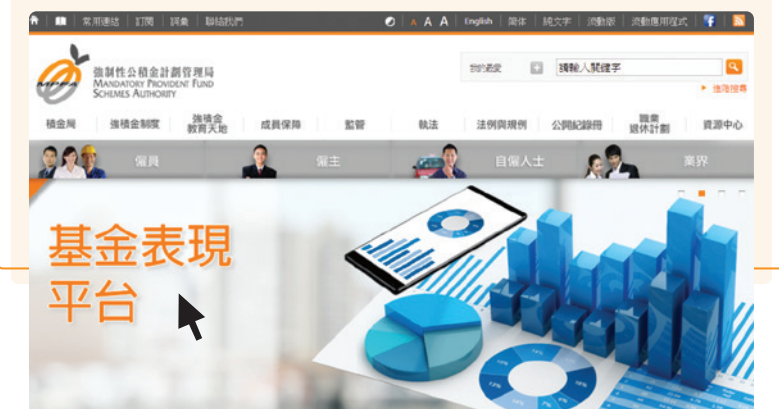 常用連結 訂閱 詞彙 聯絡我們 A A A English 簡体 純文字 流動版 流動應用程式
強制性公積金計劃管理局
MANDATORY PROVIDENT FUND
SCHEMES AUTHORITY
我的最愛 請輸入關鍵字
進階搜尋
積金局 強積金制度 強積金教育天地 成員保障 監管 執法 法例與規例 公開紀錄冊 職業退休計劃 資源中心
僱員 僱主 自僱人士 業界
基金表現
平台